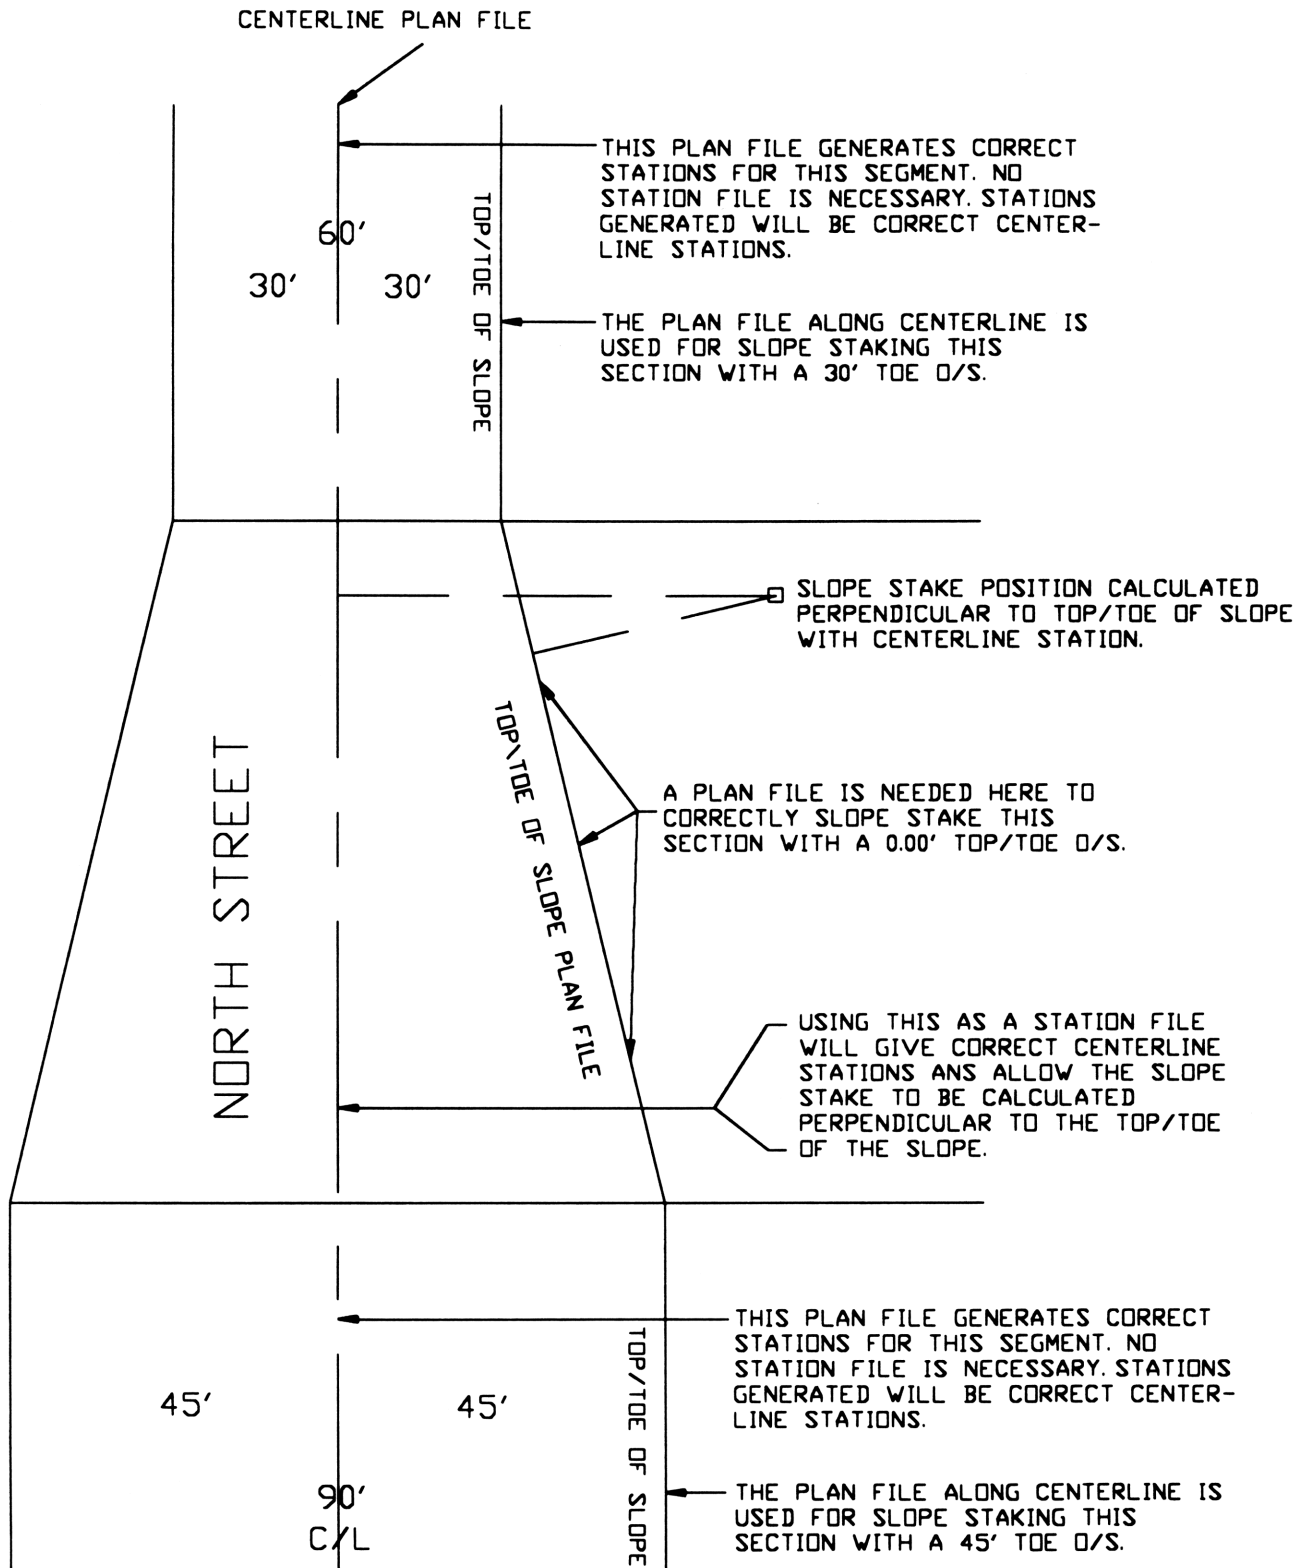 CENTERLINE PLAN FILE
THIS PLAN FILE GENERATES CORRECT
STATIONS FOR THIS SEGMENT. NO
STATION FILE IS NECESSARY. STATIONS
GENERATED WILL BE CORRECT CENTER-
LINE STATIONS.
60'
30'
30'
TOP/TOE OF SLOPE
THE PLAN FILE ALONG CENTERLINE IS
USED FOR SLOPE STAKING THIS
SECTION WITH A 30' TOE O/S.
SLOPE STAKE POSITION CALCULATED
PERPENDICULAR TO TOP/TOE OF SLOPE
WITH CENTERLINE STATION.
TOP\TOE OF SLOPE PLAN FILE
NORTH STREET
A PLAN FILE IS NEEDED HERE TO
CORRECTLY SLOPE STAKE THIS
SECTION WITH A 0.00' TOP/TOE O/S.
USING THIS AS A STATION FILE
WILL GIVE CORRECT CENTERLINE
STATIONS ANS ALLOW THE SLOPE
STAKE TO BE CALCULATED
PERPENDICULAR TO THE TOP/TOE
OF THE SLOPE.
THIS PLAN FILE GENERATES CORRECT
STATIONS FOR THIS SEGMENT. NO
STATION FILE IS NECESSARY. STATIONS
GENERATED WILL BE CORRECT CENTER-
LINE STATIONS.
45'
45'
TOP/TOE OF SLOPE
90'
C/L
THE PLAN FILE ALONG CENTERLINE IS
USED FOR SLOPE STAKING THIS
SECTION WITH A 45' TOE O/S.